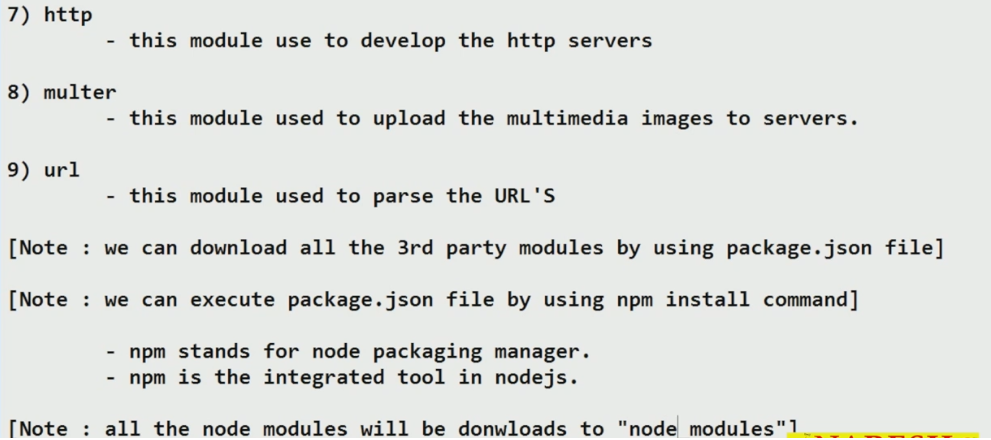 7) http
- this module use to develop the http servers
8) multer
- this module used to upload the multimedia images to servers.
9) url
- this module used to parse the URL'S
[Note : we can download all the 3rd party modules by using package.json file]
[Note : we can execute package.json file by using npm install command]
- npm stands for node packaging manager.
- npm is the integrated tool in nodejs.
[Note : all the node modules will be donwloads to "node modules"]